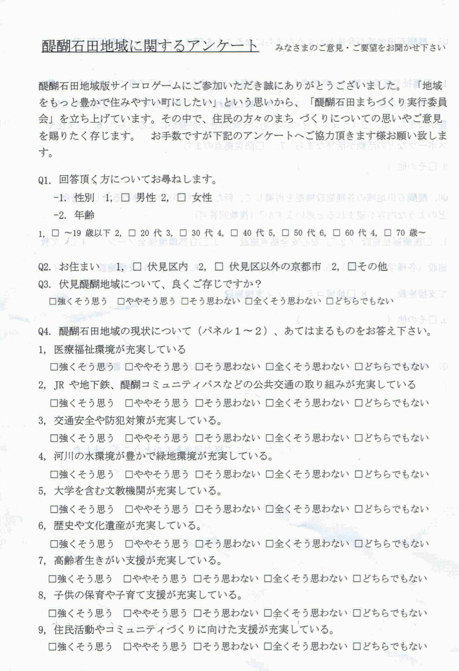 醍醐石田地域に関するアンケート　みなさまのご意見・ご要望をお聞かせ下さい
醍醐石田地域版サイコロゲームにご参加いただき誠にありがとうございました。　「地域
をもっと豊かで住みやすい町にしたい」という思いから、「醍醐石田まちづくり実行委員
会」を立ち上げています。その中で、住民の方々のまち づくりについての思いやご意見
を賜りたく存じます。　お手数ですが下記のアンケートへご協力頂きます様お願い致しま
す。
Q1. 回答頂く方についてお尋ねします。
-1. 性別　1, □ 男性 2, □ 女性
-2. 年齢
1, □ ～19 歳以下 2, □ 20 代 3, □ 30 代 4, □ 40 代 5, □ 50 代 6, □ 60 代 4, □ 70 歳～
Q2. お住まい　1, □ 伏見区内　2, □ 伏見区以外の京都市　2, □その他
Q3. 伏見醍醐地域について、良くご存じですか？
□強くそう思う　□ややそう思う □そう思わない □全くそう思わない □どちらでもない
Q4. 醍醐石田地域の現状について（パネル１～２）、あてはまるものをお答え下さい。
1, 医療福祉環境が充実している
□強くそう思う　□ややそう思う □そう思わない □全くそう思わない □どちらでもない
2, JR や地下鉄、醍醐コミュニティバスなどの公共交通の取り組みが充実している
□強くそう思う　□ややそう思う □そう思わない □全くそう思わない □どちらでもない
3, 交通安全や防犯対策が充実している。
□強くそう思う　□ややそう思う □そう思わない □全くそう思わない □どちらでもない
4, 河川の水環境が豊かで緑地環境が充実している。
□強くそう思う　□ややそう思う □そう思わない □全くそう思わない □どちらでもない
5, 大学を含む文教機関が充実している。
□強くそう思う　□ややそう思う □そう思わない □全くそう思わない □どちらでもない
6, 歴史や文化遺産が充実している。
□強くそう思う　□ややそう思う □そう思わない □全くそう思わない □どちらでもない
7, 高齢者生きがい支援が充実している。
□強くそう思う　□ややそう思う □そう思わない □全くそう思わない □どちらでもない
8, 子供の保育や子育て支援が充実している。
□強くそう思う　□ややそう思う □そう思わない □全くそう思わない □どちらでもない
9, 住民活動やコミュニティづくりに向けた支援が充実している。
□強くそう思う　□ややそう思う □そう思わない □全くそう思わない □どちらでもない